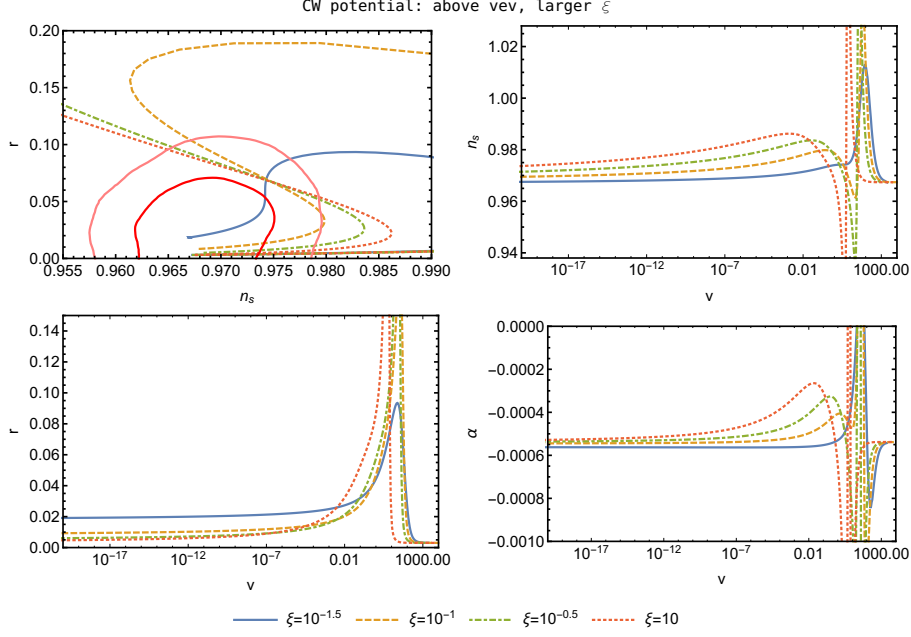 CW potential: above vev, larger ξ
0.20
0.15
0.10
0.05
0.00
r
0.955 0.960 0.965 0.970 0.975 0.980 0.985 0.990
n_s
1.02
1.00
0.98
0.96
0.94
n_s
10^-17 10^-12 10^-7 0.01 1000.00
v
0.14
0.12
0.10
0.08
0.06
0.04
0.02
0.00
r
10^-17 10^-12 10^-7 0.01 1000.00
v
0.0000
-0.0002
-0.0004
-0.0006
-0.0008
-0.0010
α
10^-17 10^-12 10^-7 0.01 1000.00
v
ξ=10^-1.5 ξ=10^-1 ξ=10^-0.5 ξ=10